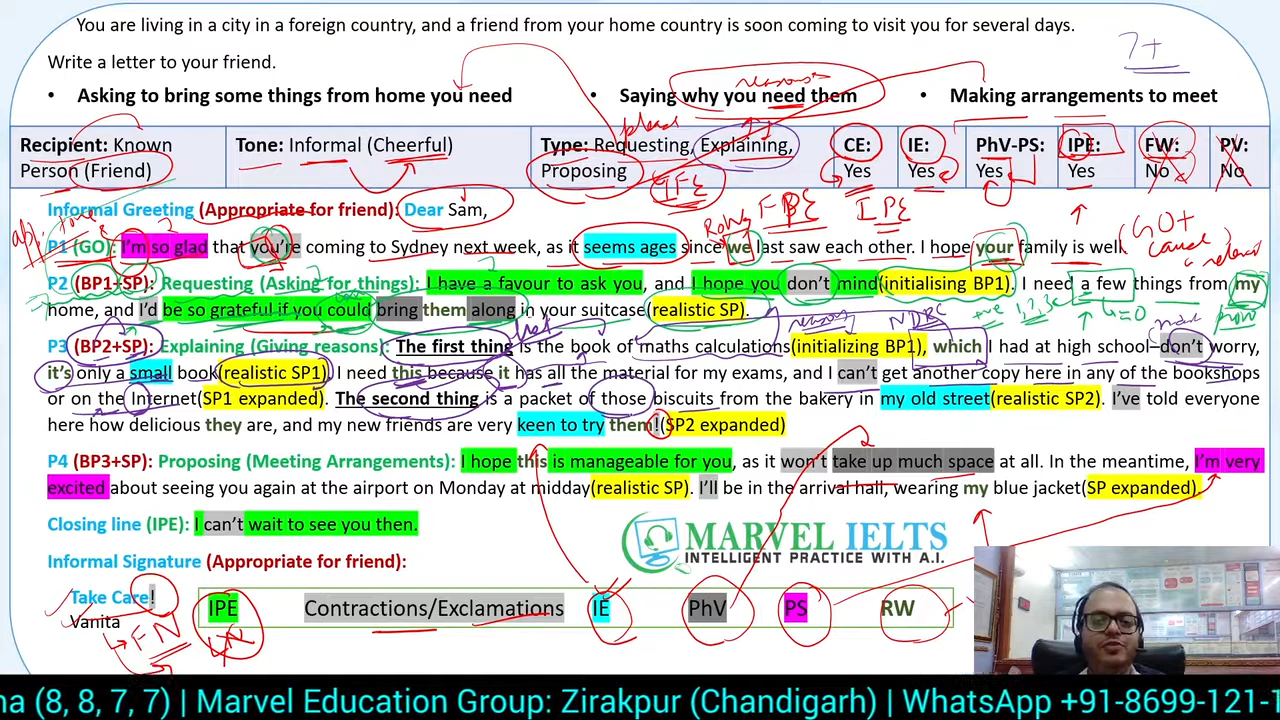 You are living in a city in a foreign country, and a friend from your home country is soon coming to visit you for several days.
7+
Write a letter to your friend.
reasons
• Asking to bring some things from home you need • Saying why you need them • Making arrangements to meet
plead
Recipient: Known Person (Friend)
Tone: Informal (Cheerful)
Type: Requesting, Explaining, Proposing
CE: Yes
IE: Yes
PhV-PS: Yes
IPE: Yes
FW: No
PV: No
IFE
Informal Greeting (Appropriate for friend): Dear Sam,
FBE IPE
P1 (GO): I'm so glad that you're coming to Sydney next week, as it seems ages since we last saw each other. I hope your family is well.
P2 (BP1+SP): Requesting (Asking for things): I have a favour to ask you, and I hope you don't mind(initialising BP1). I need a few things from my
home, and I'd be so grateful if you could bring them along in your suitcase(realistic SP).
reasons NDRC
P3 (BP2+SP): Explaining (Giving reasons): The first thing is the book of maths calculations(initializing BP1), which I had at high school–don't worry,
it's only a small book(realistic SP1). I need this because it has all the material for my exams, and I can't get another copy here in any of the bookshops
or on the Internet(SP1 expanded). The second thing is a packet of those biscuits from the bakery in my old street(realistic SP2). I've told everyone
here how delicious they are, and my new friends are very keen to try them!(SP2 expanded)
P4 (BP3+SP): Proposing (Meeting Arrangements): I hope this is manageable for you, as it won't take up much space at all. In the meantime, I'm very
excited about seeing you again at the airport on Monday at midday(realistic SP). I'll be in the arrival hall, wearing my blue jacket(SP expanded).
Closing line (IPE): I can't wait to see you then.
MARVEL IELTS
INTELLIGENT PRACTICE WITH A.I.
Informal Signature (Appropriate for friend):
Take Care!
Vanita
FN
LN
IPE Contractions/Exclamations IE PhV PS RW
na (8, 8, 7, 7) | Marvel Education Group: Zirakpur (Chandigarh) | WhatsApp +91-8699-121-1